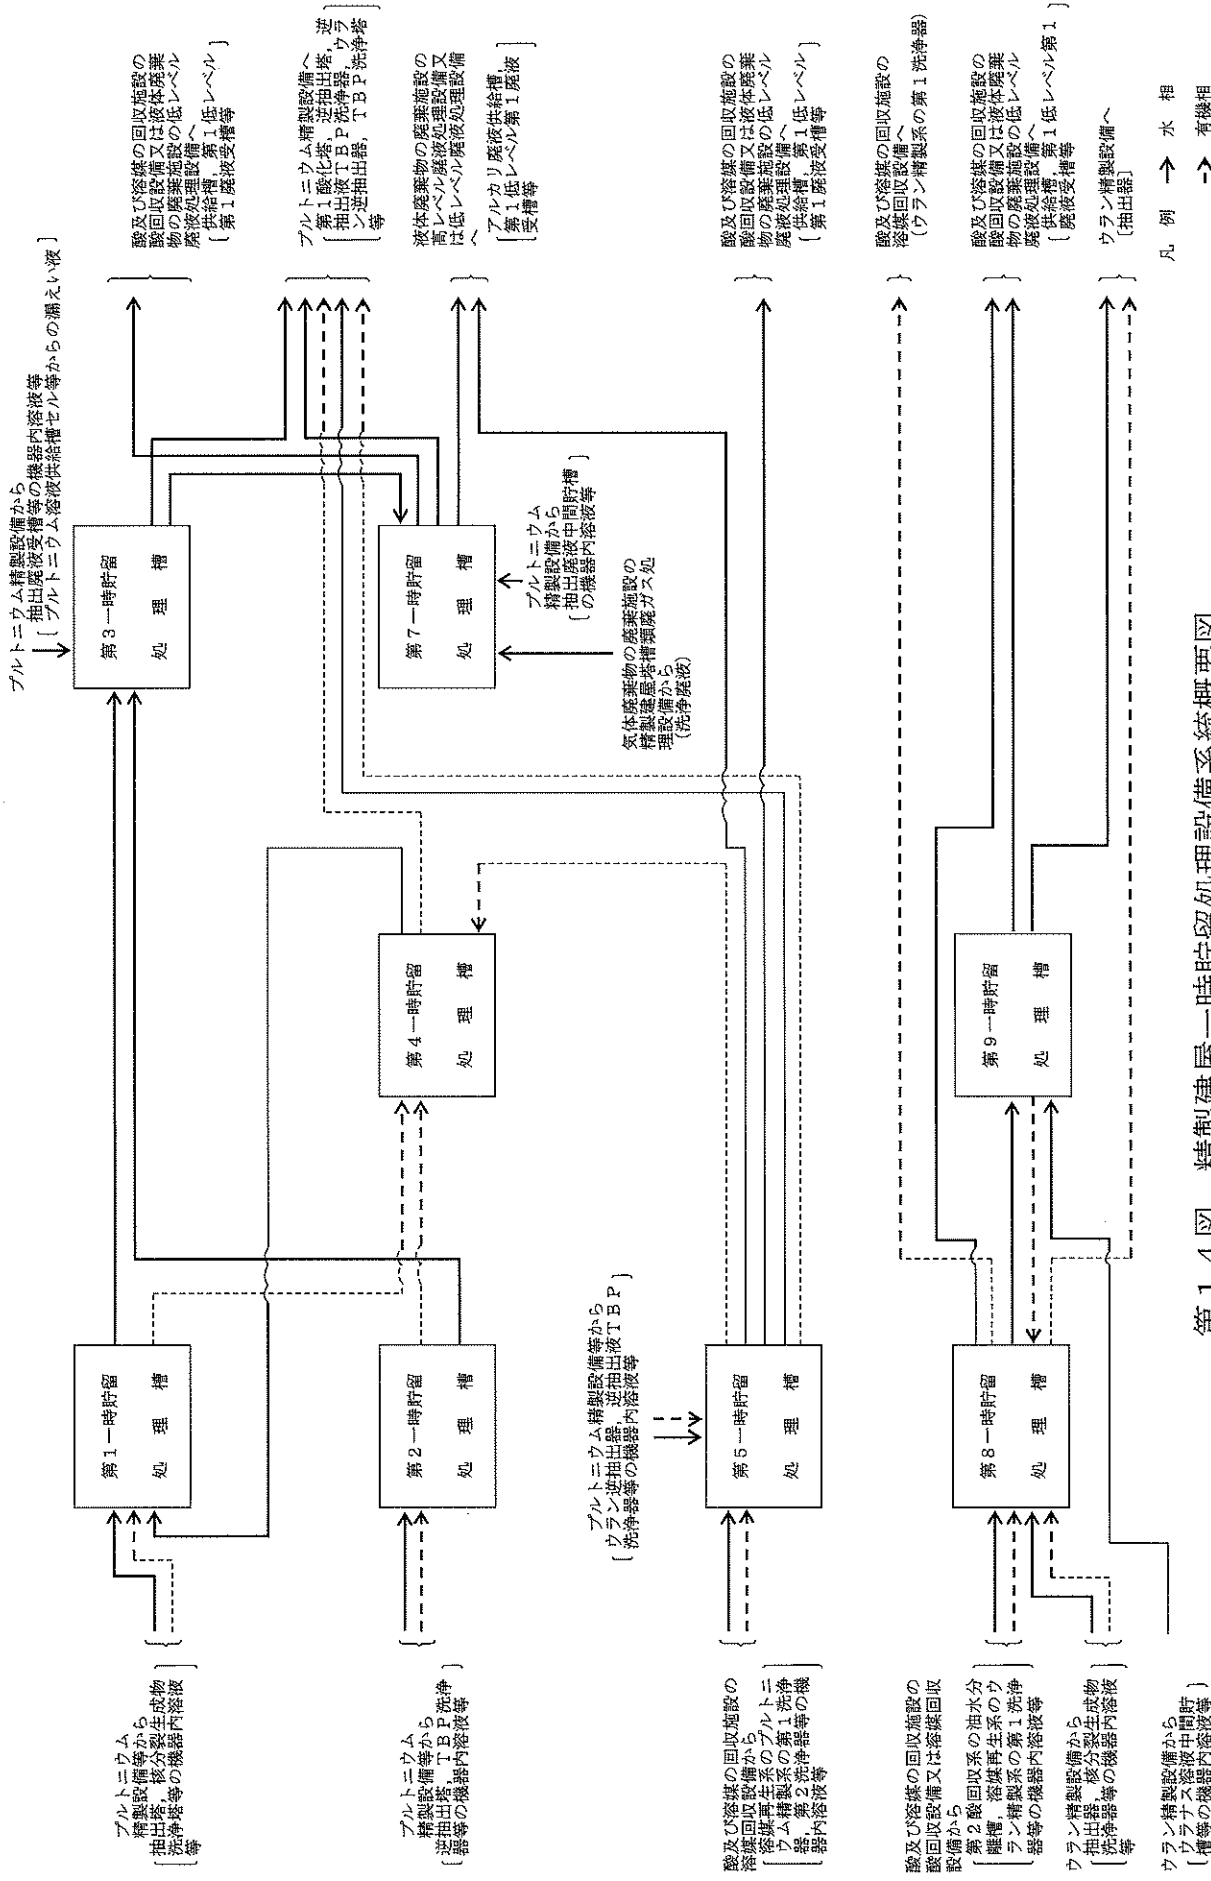 プルトニウム精製設備から
抽出廃液受槽等の機器内溶液等
プルトニウム溶液供給槽セル等からの漏えい液
プルトニウム
精製設備等から
抽出塔，核分裂生成物
洗浄塔等の機器内溶液
等
第１一時貯留
処理槽
第３一時貯留
処理槽
酸及び溶媒の回収施設の
酸回収設備又は液体廃棄
物の廃棄施設の低レベル
廃液処理設備へ
供給槽，第１低レベル
第１廃液受槽等
プルトニウム精製設備へ
第１酸化塔，逆抽出塔，逆
抽出液ＴＢＰ洗浄器，ウラ
ン逆抽出器，ＴＢＰ洗浄塔
等
プルトニウム
精製設備等から
逆抽出塔，ＴＢＰ洗浄
器等の機器内溶液等
第２一時貯留
処理槽
第４一時貯留
処理槽
第７一時貯留
処理槽
プルトニウム
精製設備から
抽出廃液中間貯槽
の機器内溶液等
気体廃棄物の廃棄施設の
精製建屋塔槽類廃ガス処
理設備から
（洗浄廃液）
液体廃棄物の廃棄施設の
高レベル廃液処理設備又
は低レベル廃液処理設備
へ
アルカリ廃液供給槽，
第１低レベル第１廃液
受槽等
プルトニウム精製設備等から
ウラン逆抽出器，逆抽出液ＴＢＰ
洗浄器等の機器内溶液等
酸及び溶媒の回収施設の
溶媒回収設備から
溶媒再生系のプルトニ
ウム精製系の第１洗浄
器，第２洗浄器等の機
器内溶液等
第５一時貯留
処理槽
酸及び溶媒の回収施設の
酸回収設備又は液体廃棄
物の廃棄施設の低レベル
廃液処理設備へ
供給槽，第１低レベル
第１廃液受槽等
酸及び溶媒の回収施設の
溶媒回収設備へ
（ウラン精製系の第１洗浄器）
酸及び溶媒の回収施設の
酸回収設備又は溶媒回収
設備から
第２酸回収系の油水分
離槽，溶媒再生系のウ
ラン精製系の第１洗浄
器等の機器内溶液等
ウラン精製設備から
抽出器，核分裂生成物
洗浄器等の機器内溶液
等
ウラン精製設備から
ウラナス溶液中間貯
槽等の機器内溶液等
第８一時貯留
処理槽
第９一時貯留
処理槽
酸及び溶媒の回収施設の
酸回収設備又は液体廃棄
物の廃棄施設の低レベル
廃液処理設備へ
供給槽，第１低レベル第１
廃液受槽等
ウラン精製設備へ
［抽出器］
凡例 → 水相
⇢ 有機相
第１.４図 精製建屋一時貯留処理設備系統概要図